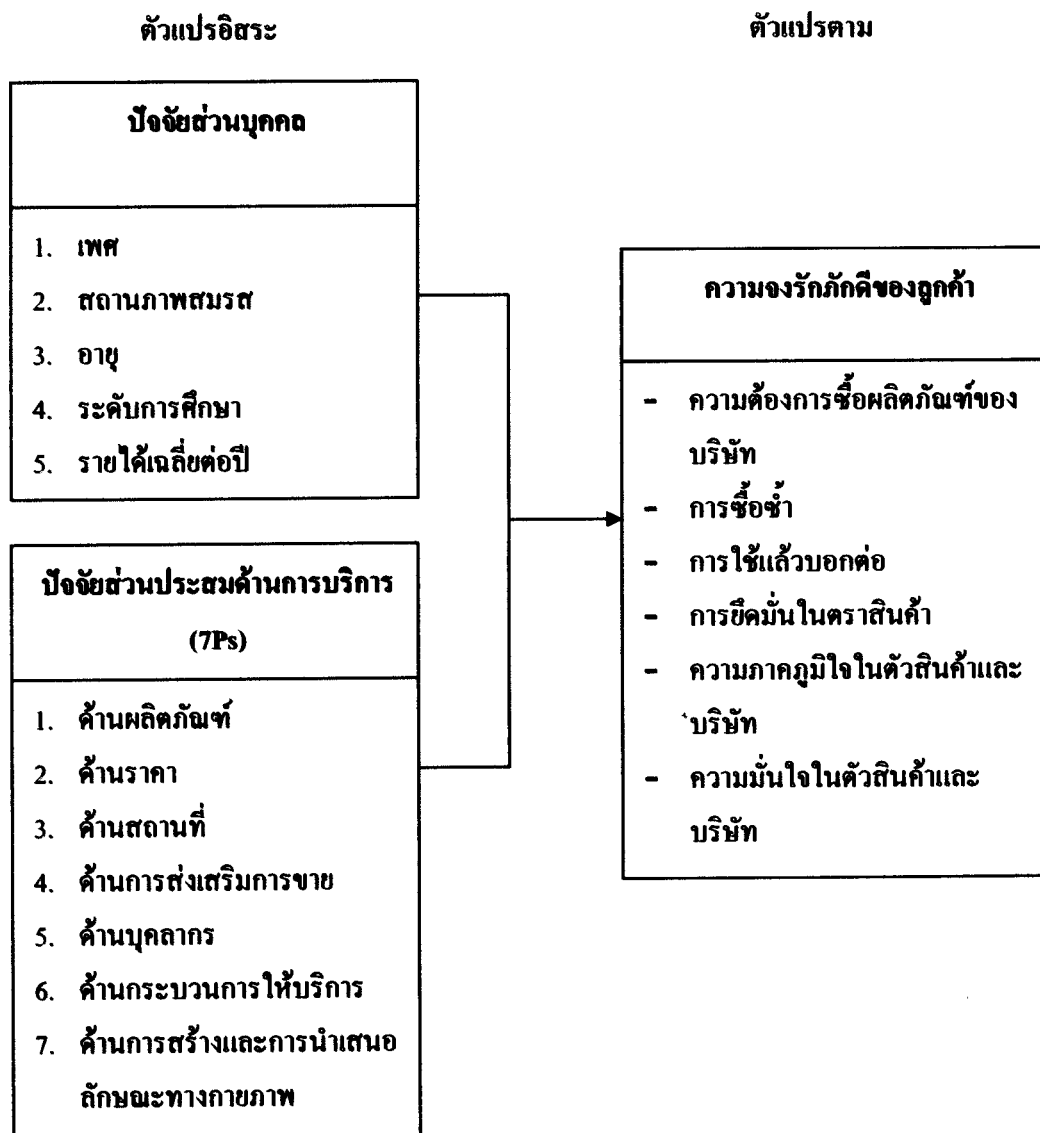 ตัวแปรอิสระ
ตัวแปรตาม
ปัจจัยส่วนบุคคล
1. เพศ
2. สถานภาพสมรส
3. อายุ
4. ระดับการศึกษา
5. รายได้เฉลี่ยต่อปี
ปัจจัยส่วนประสมด้านการบริการ
(7Ps)
1. ด้านผลิตภัณฑ์
2. ด้านราคา
3. ด้านสถานที่
4. ด้านการส่งเสริมการขาย
5. ด้านบุคลากร
6. ด้านกระบวนการให้บริการ
7. ด้านการสร้างและการนำเสนอ
ลักษณะทางกายภาพ
ความจงรักภักดีของลูกค้า
- ความต้องการซื้อผลิตภัณฑ์ของ
บริษัท
- การซื้อซ้ำ
- การใช้แล้วบอกต่อ
- การยึดมั่นในตราสินค้า
- ความภาคภูมิใจในตัวสินค้าและ
บริษัท
- ความมั่นใจในตัวสินค้าและ
บริษัท